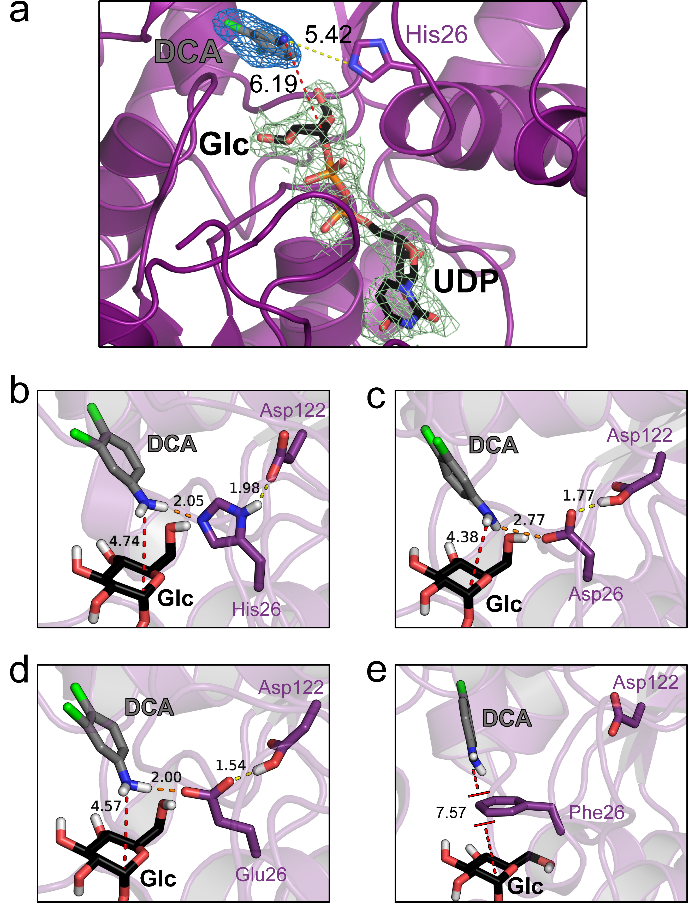 a
5.42
His26
DCA
6.19
Glc
UDP
b
Asp122
DCA
2.05
1.98
4.74
His26
Glc
c
Asp122
DCA
1.77
2.77
4.38
Asp26
Glc
d
Asp122
DCA
1.54
2.00
4.57
Glu26
Glc
e
Asp122
DCA
7.57
Phe26
Glc